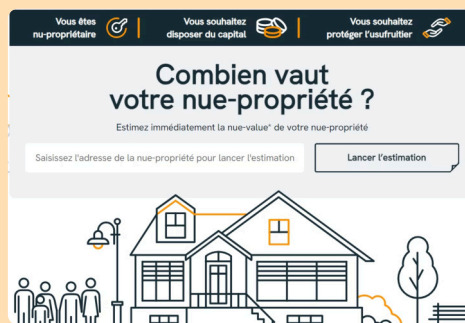 Vous êtes
nu-propriétaire
Vous souhaitez
disposer du capital
Vous souhaitez
protéger l'usufruitier
Combien vaut
votre nue-propriété ?
Estimez immédiatement la nue-value* de votre nue-propriété
Saisissez l'adresse de la nue-propriété pour lancer l'estimation
Lancer l'estimation